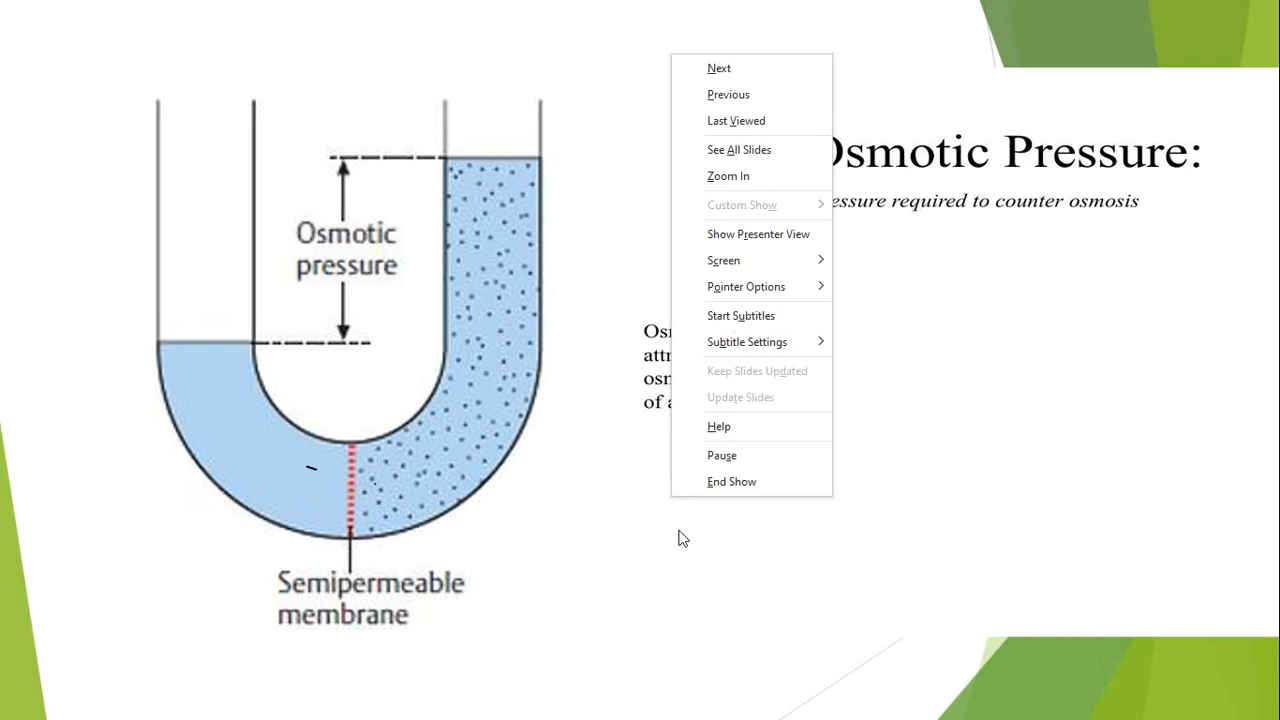 Osmotic Pressure:
required to counter osmosis
Osmotic
pressure
Semipermeable
membrane
of
Next
Previous
Last Viewed
See All Slides
Zoom In
Custom Show
Show Presenter View
Screen
Pointer Options
Start Subtitles
Subtitle Settings
Keep Slides Updated
Update Slides
Help
Pause
End Show